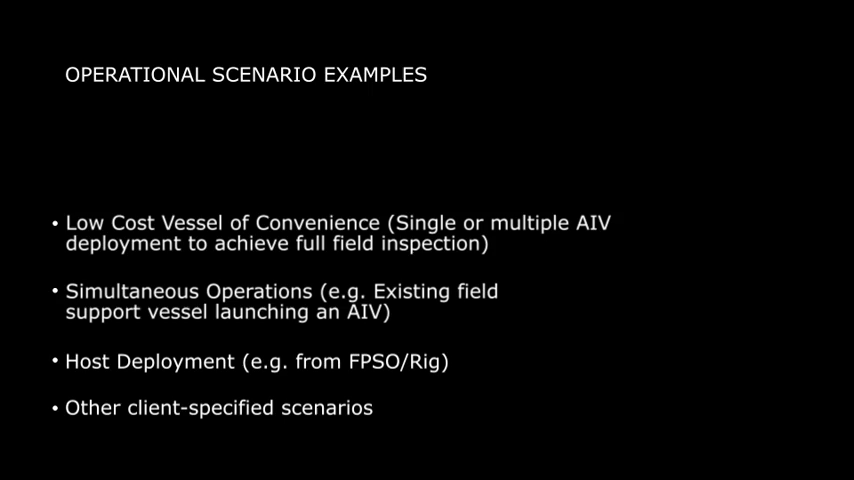 OPERATIONAL SCENARIO EXAMPLES
• Low Cost Vessel of Convenience (Single or multiple AIV
deployment to achieve full field inspection)
• Simultaneous Operations (e.g. Existing field
support vessel launching an AIV)
• Host Deployment (e.g. from FPSO/Rig)
• Other client-specified scenarios